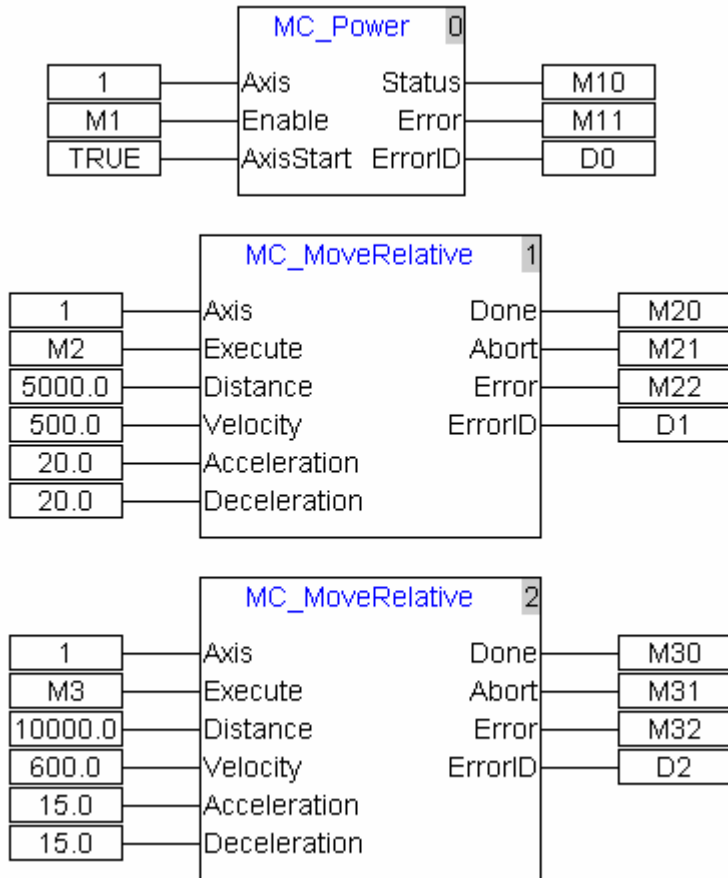 MC_Power 0
1 Axis Status M10
M1 Enable Error M11
TRUE AxisStart ErrorID D0
MC_MoveRelative 1
1 Axis Done M20
M2 Execute Abort M21
5000.0 Distance Error M22
500.0 Velocity ErrorID D1
20.0 Acceleration
20.0 Deceleration
MC_MoveRelative 2
1 Axis Done M30
M3 Execute Abort M31
10000.0 Distance Error M32
600.0 Velocity ErrorID D2
15.0 Acceleration
15.0 Deceleration